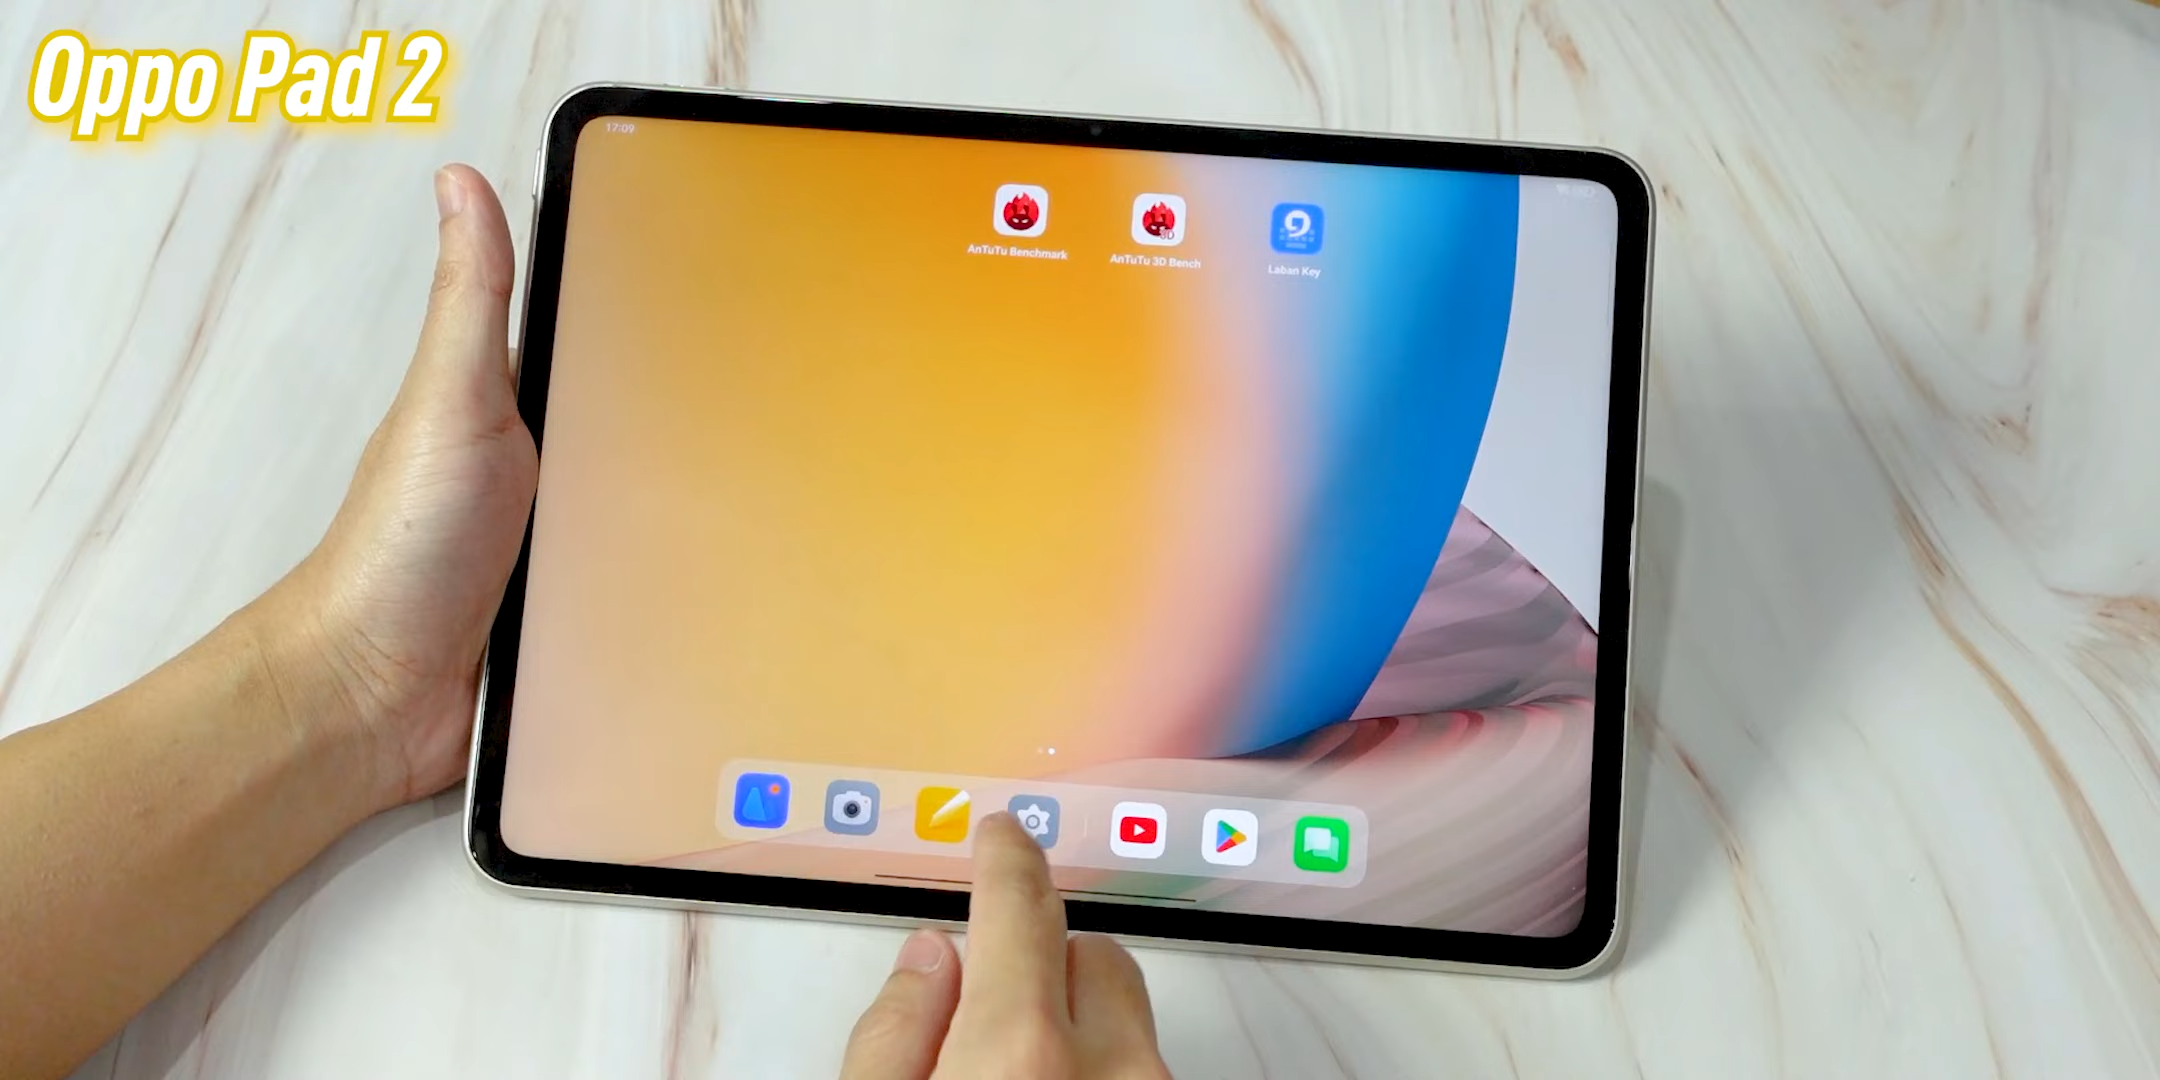 Oppo Pad 2
17:09
AnTuTu Benchmark
AnTuTu 3D Bench
Laban Key